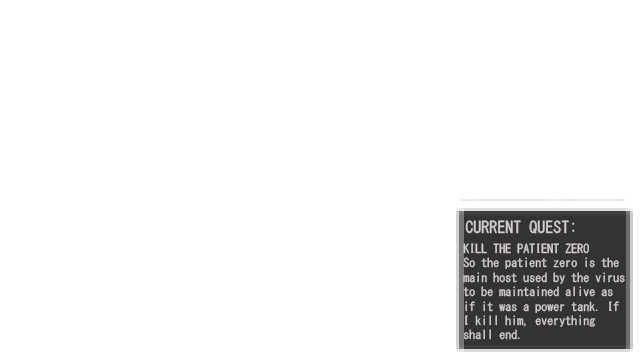 CURRENT QUEST:
KILL THE PATIENT ZERO
So the patient zero is the
main host used by the virus
to be maintained alive as
if it was a power tank. If
I kill him, everything
shall end.